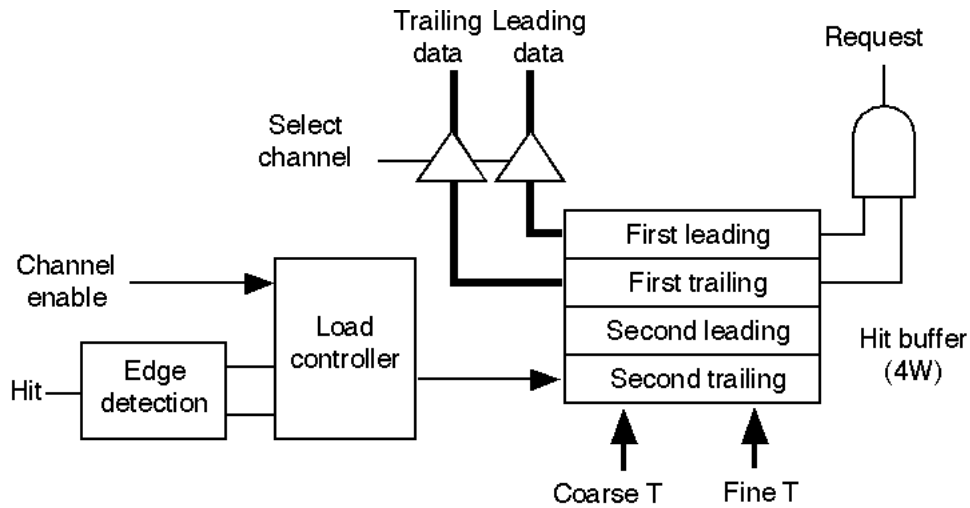 Trailing
data
Leading
data
Request
Select
channel
First leading
First trailing
Second leading
Second trailing
Channel
enable
Load
controller
Hit
Edge
detection
Hit buffer
(4W)
Coarse T
Fine T